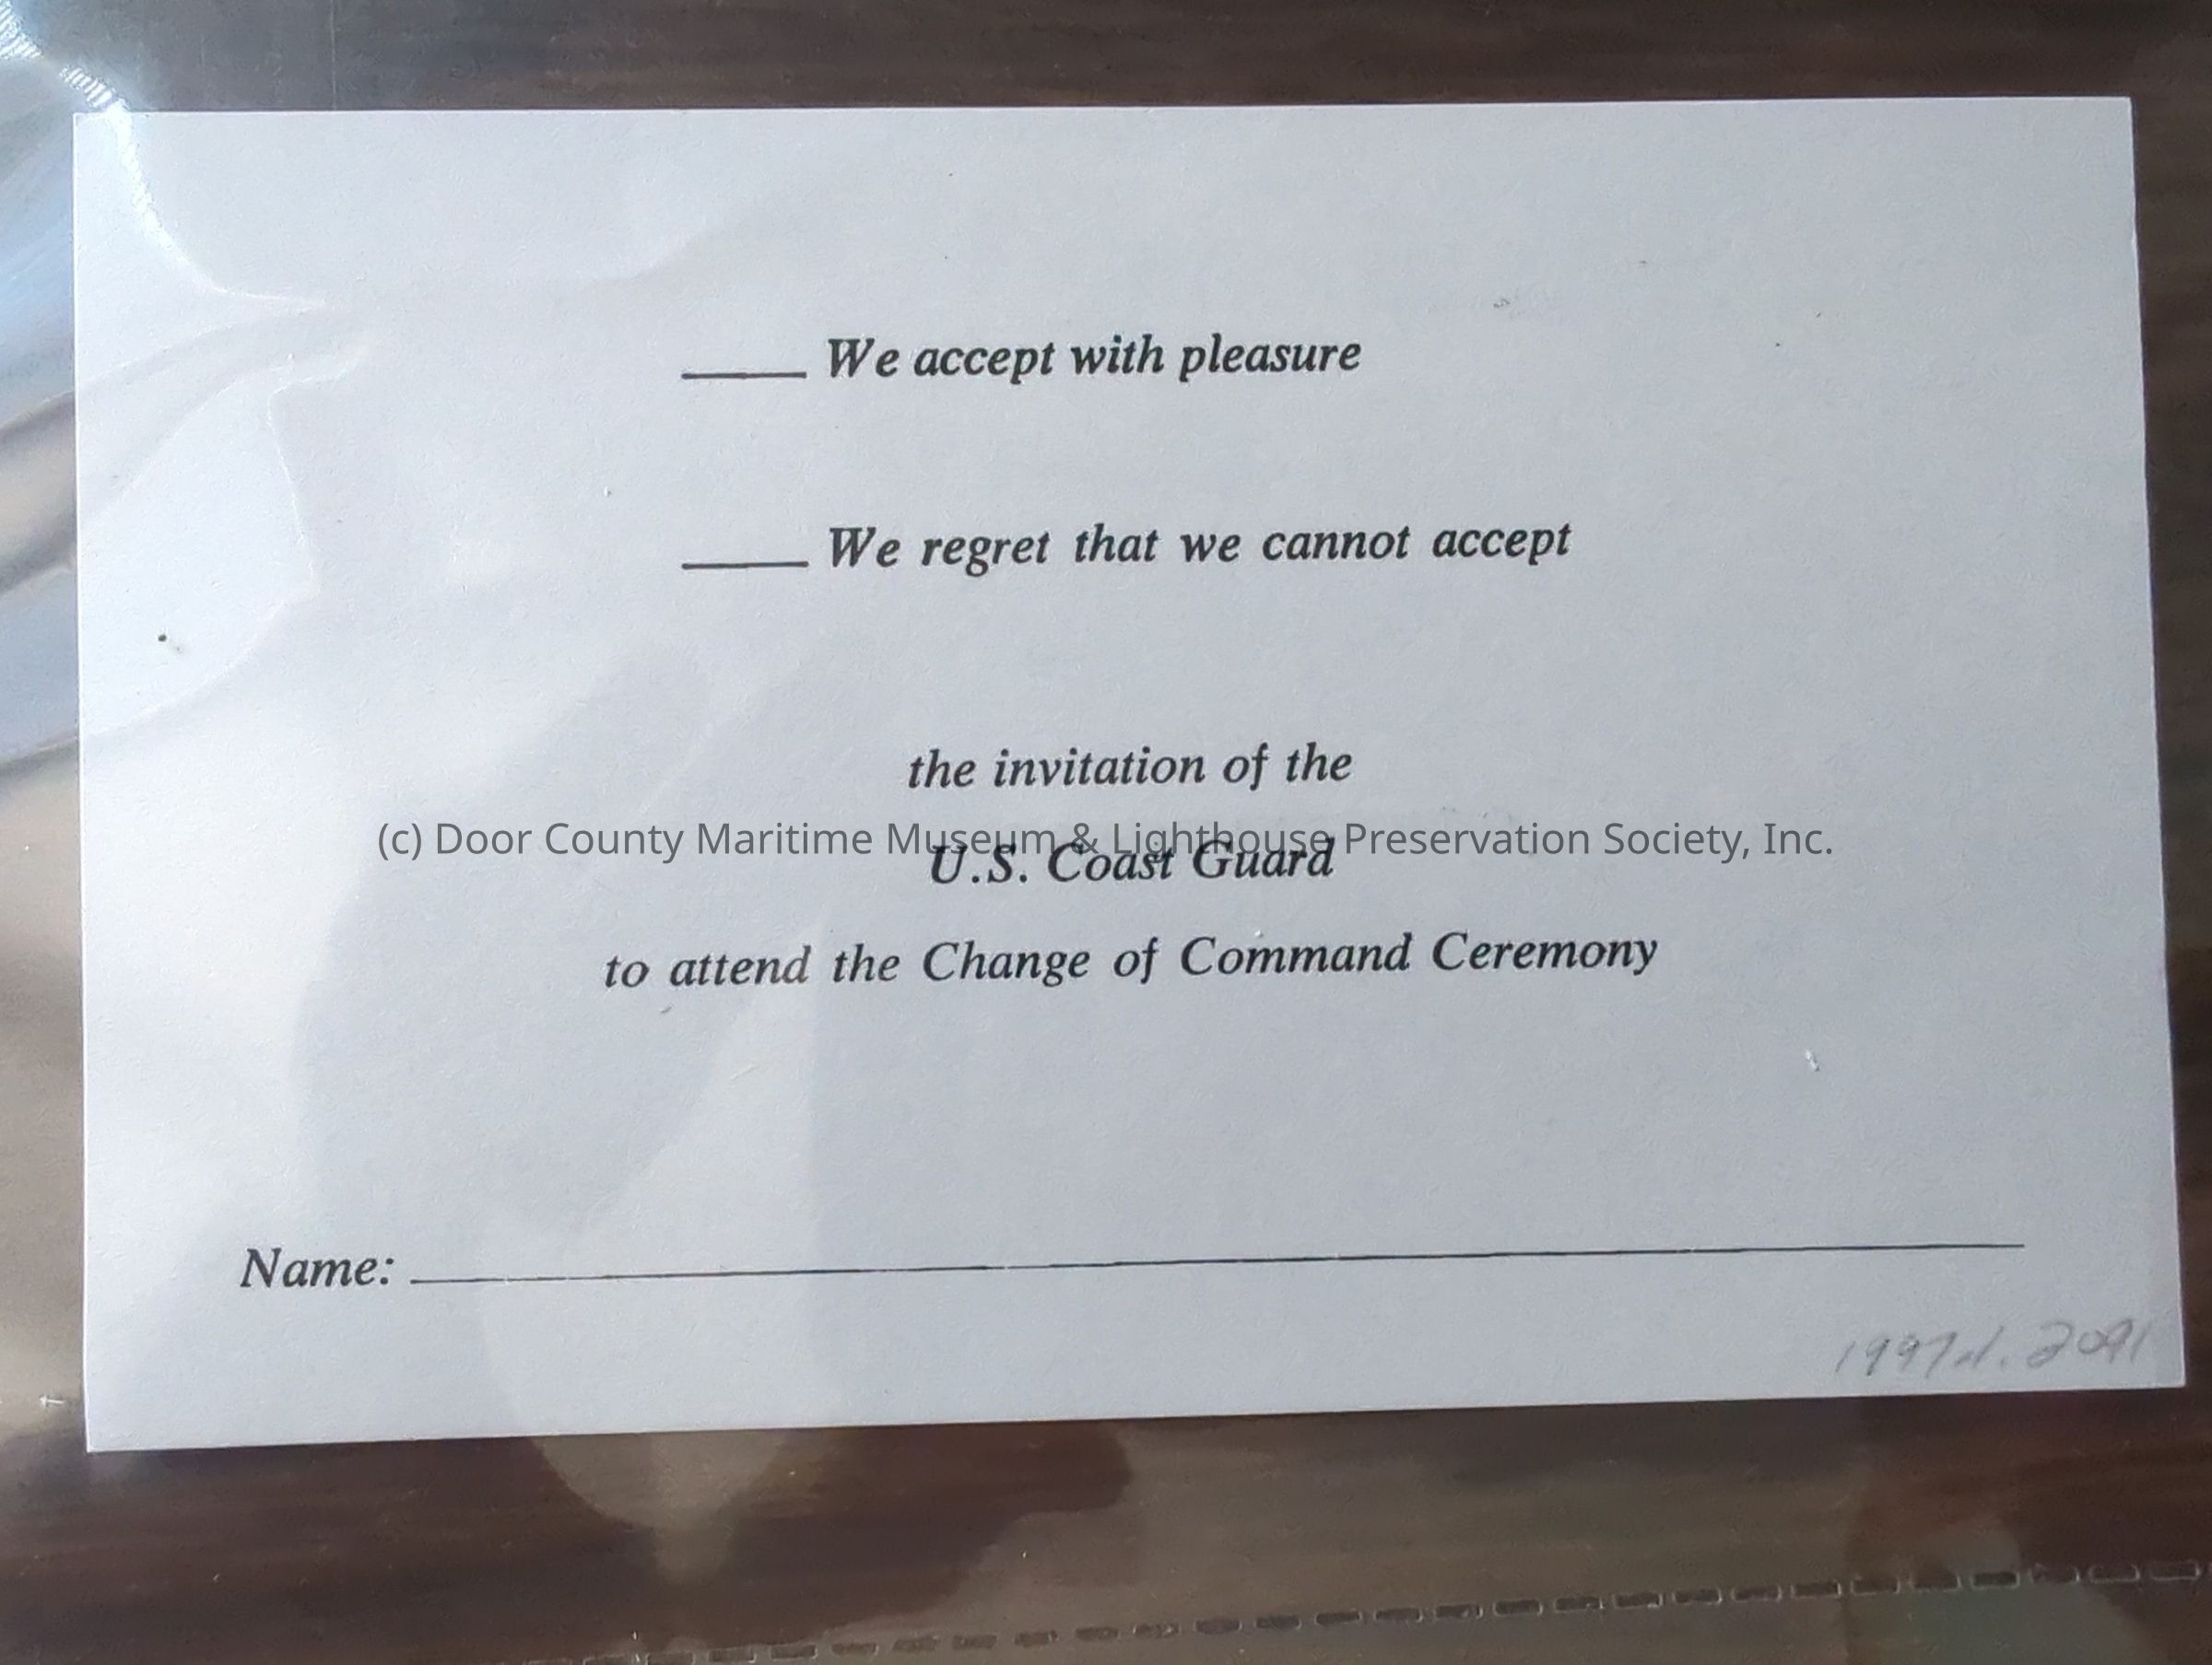 ____ We accept with pleasure
____ We regret that we cannot accept
the invitation of the
(c) Door County Maritime Museum & Lighthouse Preservation Society, Inc.
U.S. Coast Guard
to attend the Change of Command Ceremony
Name: ____